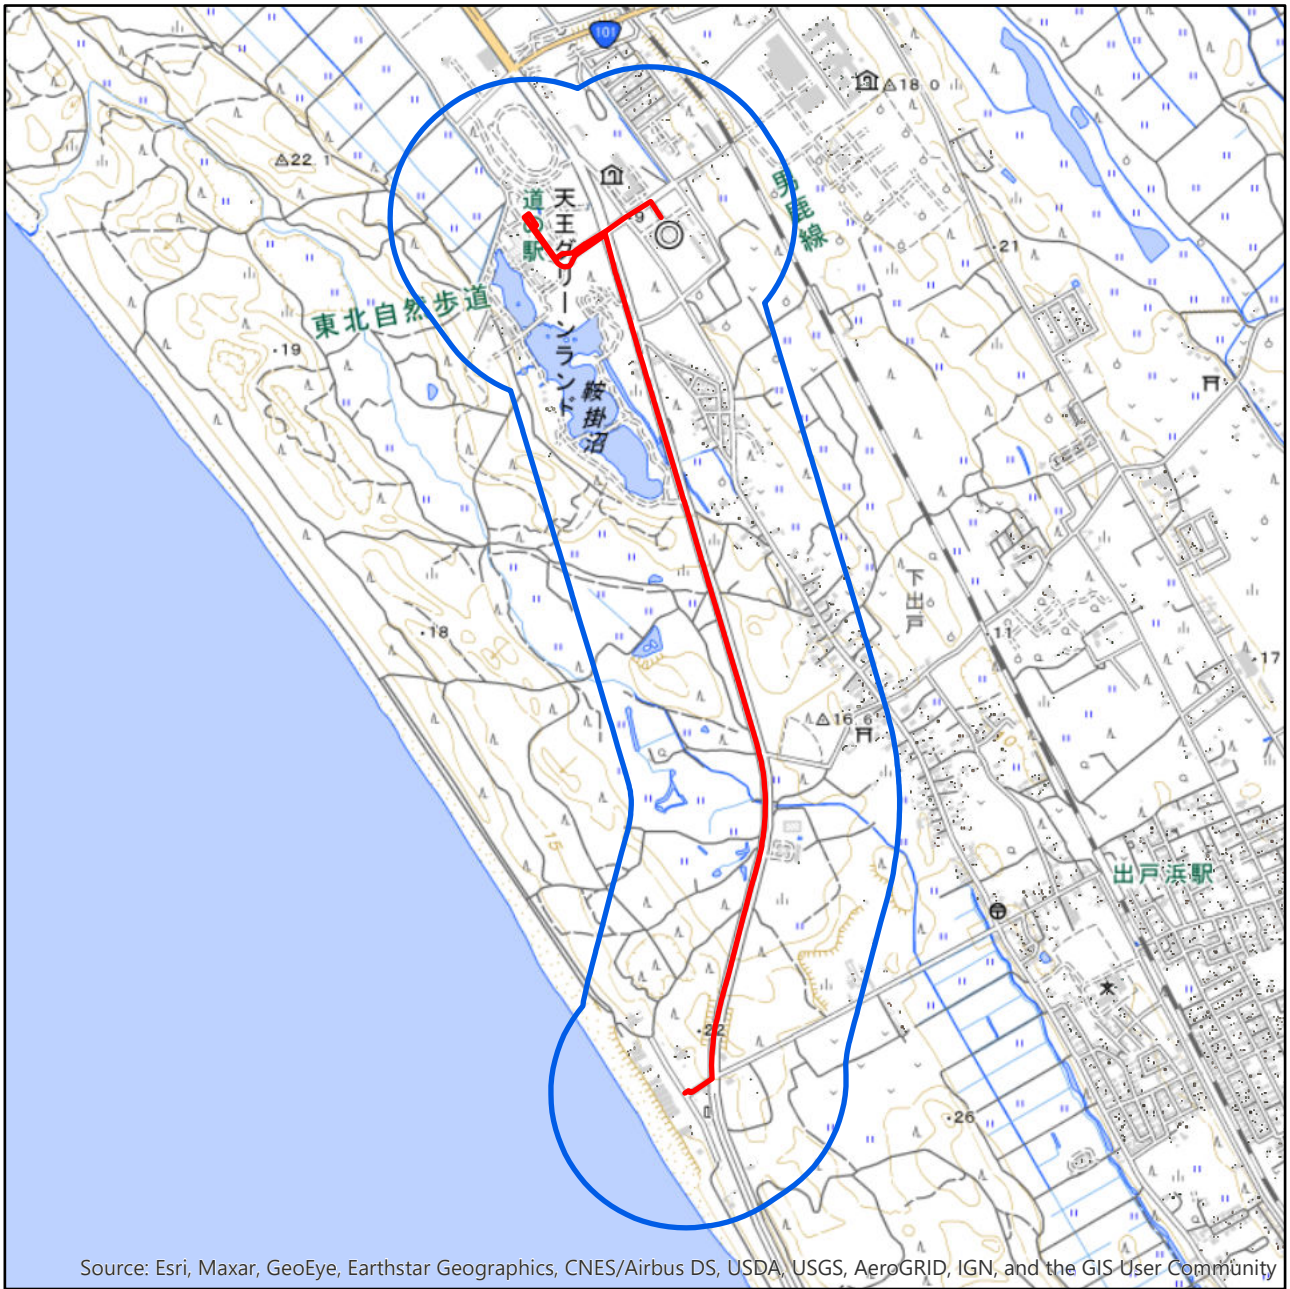 101
18 0
22 1
道の駅
天王グリーンランド
9
男鹿線
21
東北自然歩道
19
鞍掛沼
下出戸
18
11
17
16 6
15
10
出戸浜駅
22
26
Source: Esri, Maxar, GeoEye, Earthstar Geographics, CNES/Airbus DS, USDA, USGS, AeroGRID, IGN, and the GIS User Community